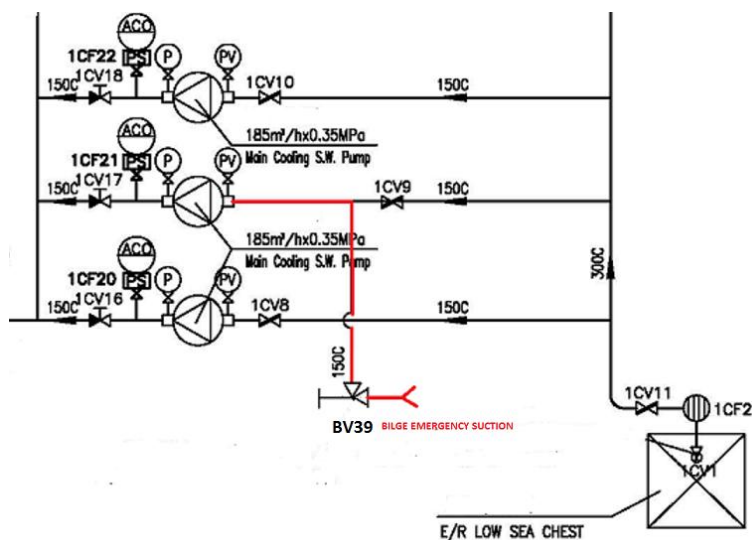 ACO
1CF22 PS P PV
1CV18 1CV10
150C 150C
185m³/hx0.35MPa
Main Cooling S.W. Pump
ACO
1CF21 PS P PV
1CV17 1CV9
150C 150C
185m³/hx0.35MPa
Main Cooling S.W. Pump
ACO
1CF20 PS P PV
1CV16 1CV8
150C 150C
300C
150C
1CV11
1CF2
BV39 BILGE EMERGENCY SUCTION
1CV1
E/R LOW SEA CHEST